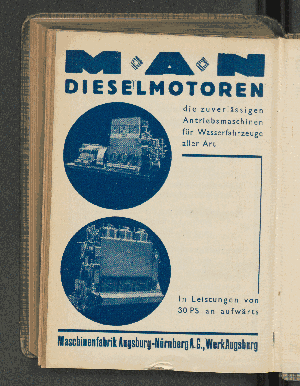 M·A·N
DIESELMOTOREN
die zuverlässigen
Antriebsmaschinen
für Wasserfahrzeuge
aller Art
In Leistungen von
30 PS an aufwärts
Maschinenfabrik Augsburg-Nürnberg A.G., Werk Augsburg